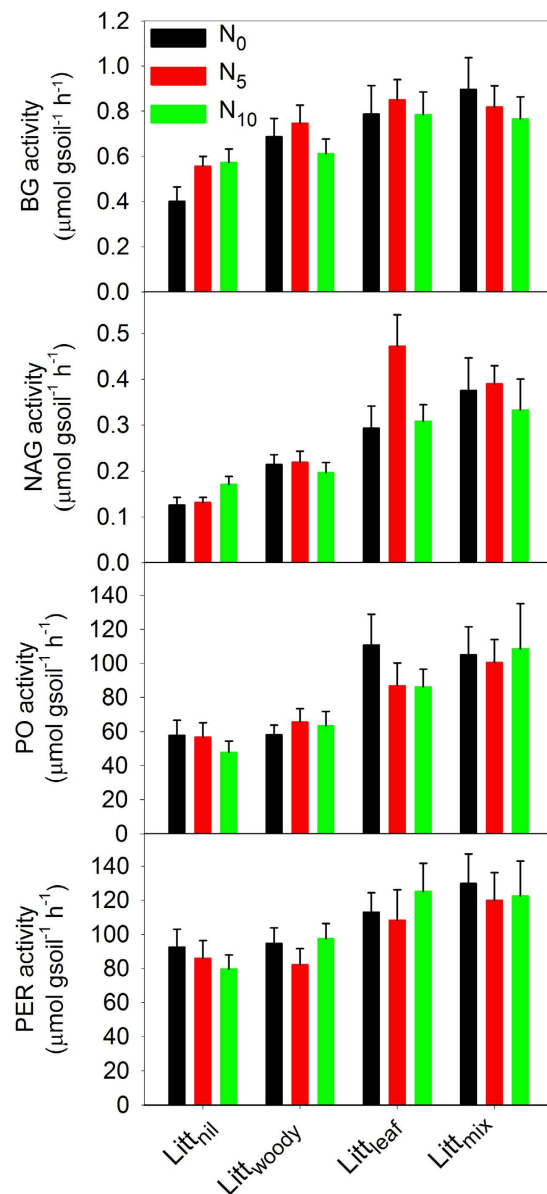 N0
N5
N10
BG activity
(µmol gsoil-1 h-1)
1.2
1.0
0.8
0.6
0.4
0.2
0.0
NAG activity
(µmol gsoil-1 h-1)
0.5
0.4
0.3
0.2
0.1
0.0
PO activity
(µmol gsoil-1 h-1)
140
120
100
80
60
40
20
0
PER activity
(µmol gsoil-1 h-1)
140
120
100
80
60
40
20
0
Littnil
Littwoody
Littleaf
Littmix